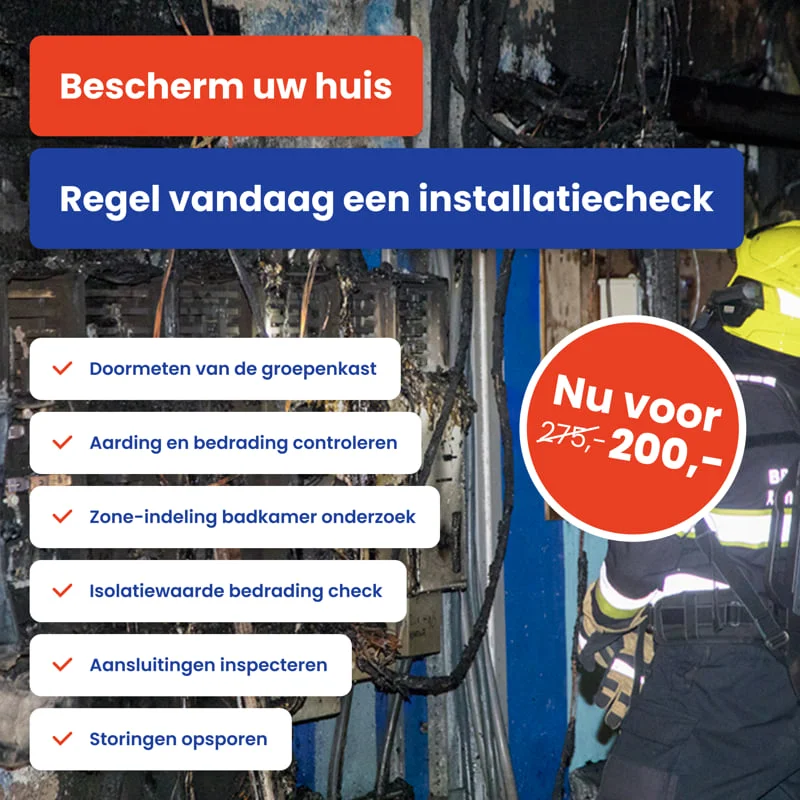 Bescherm uw huis
Regel vandaag een installatiecheck
Doormeten van de groepenkast
Aarding en bedrading controleren
Zone-indeling badkamer onderzoek
Isolatiewaarde bedrading check
Aansluitingen inspecteren
Storingen opsporen
Nu voor
275,- 200,-